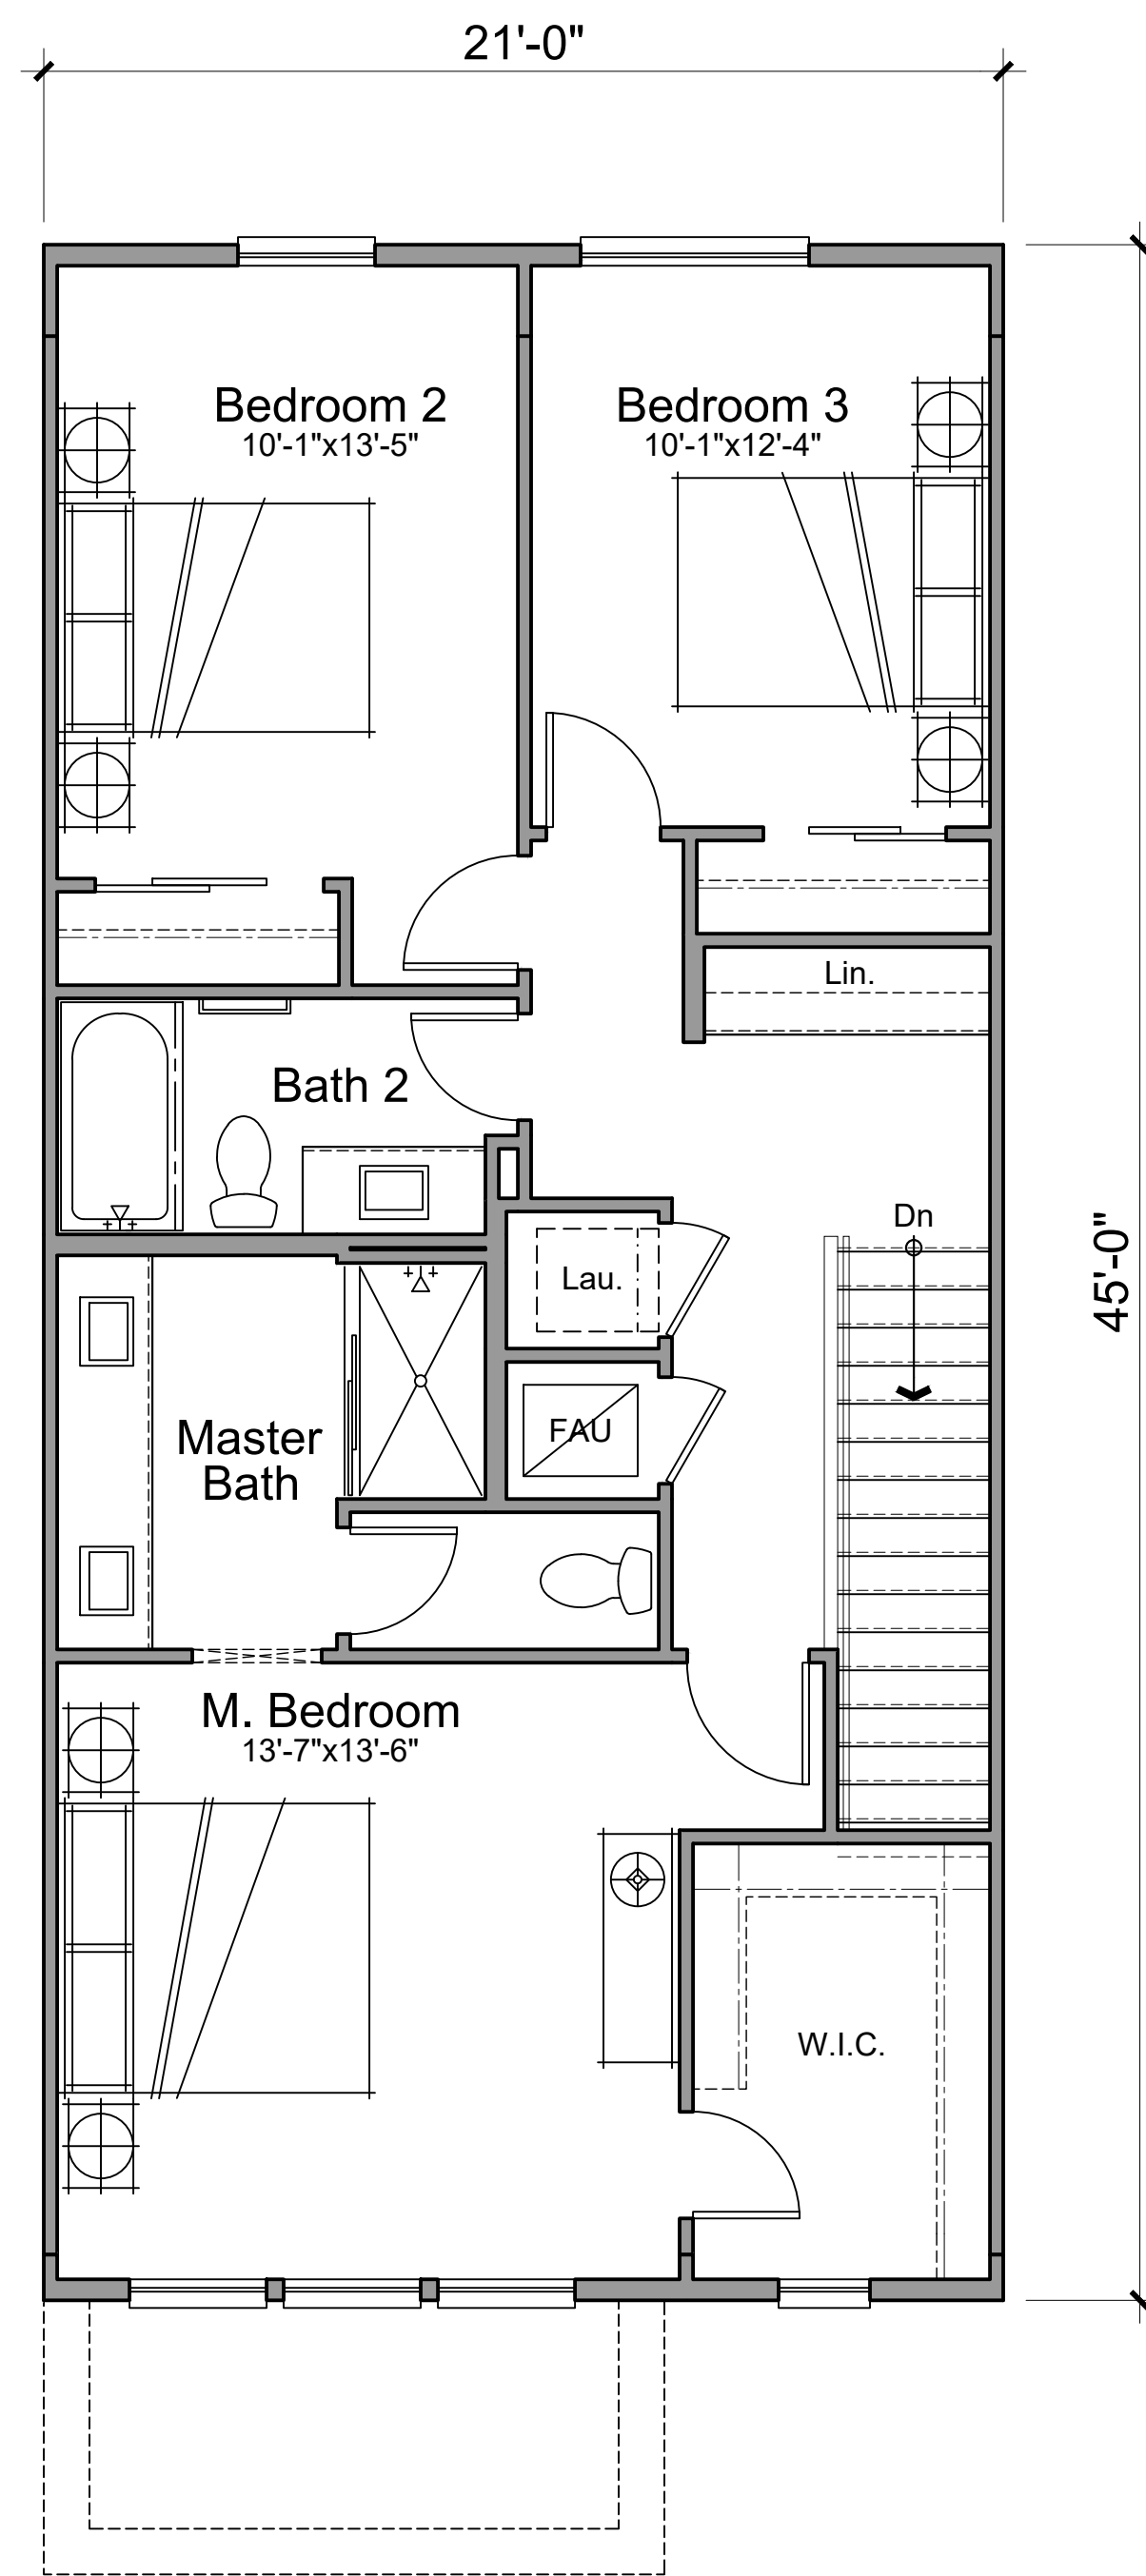 21'-0"
Bedroom 2
10'-1"x13'-5"
Bedroom 3
10'-1"x12'-4"
Lin.
Bath 2
Dn
45'-0"
Lau.
FAU
Master
Bath
M. Bedroom
13'-7"x13'-6"
W.I.C.